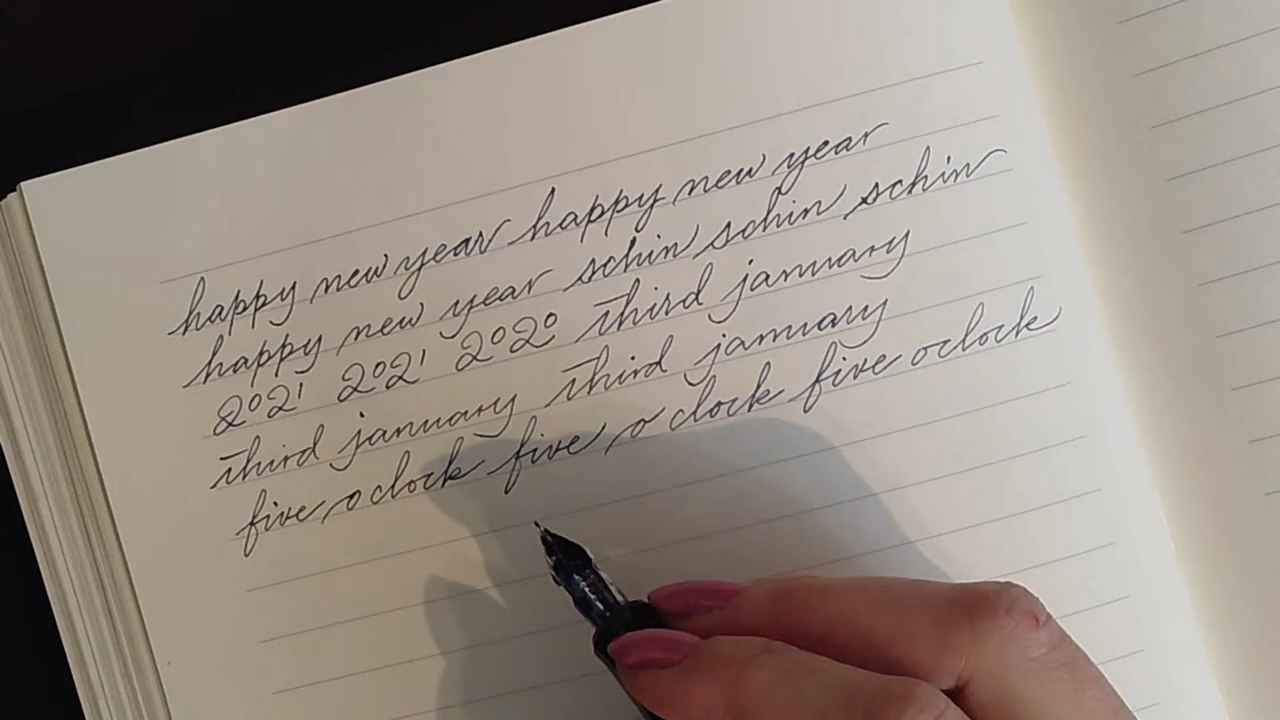 happy new year happy new year
happy new year schin schin schin
2021 2021 2020 third january
third january third january
five oclock five o clock five oclock